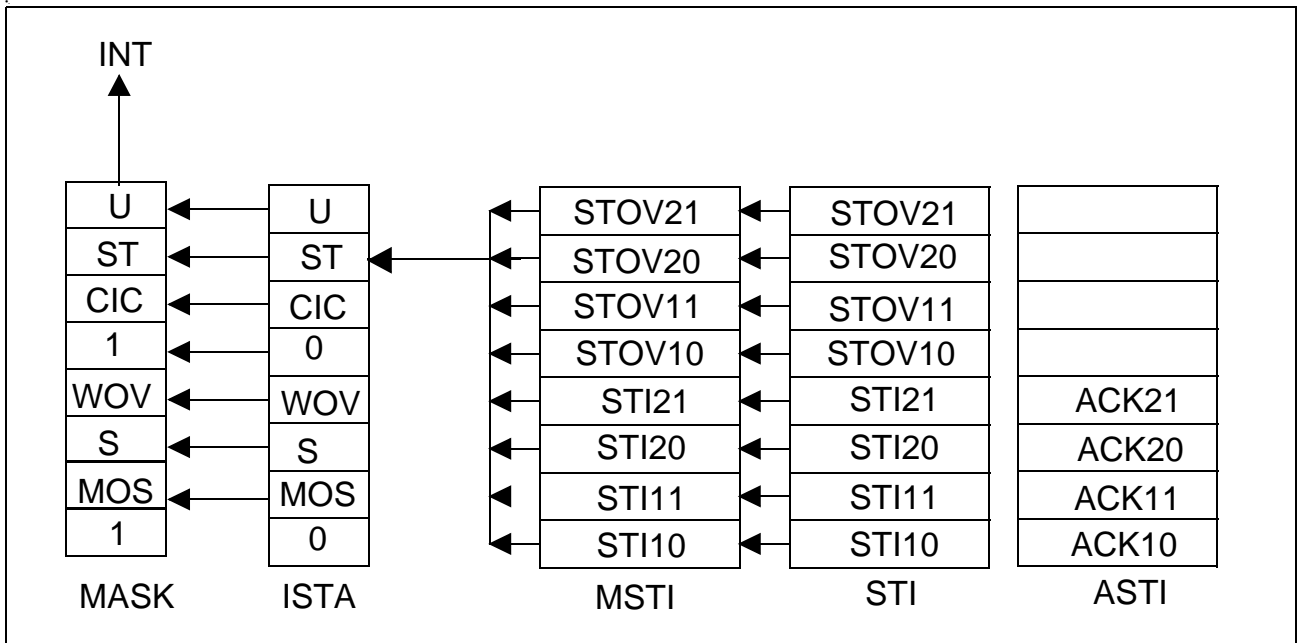 INT
U U STOV21 STOV21
ST ST STOV20 STOV20
CIC CIC STOV11 STOV11
1 0 STOV10 STOV10
WOV WOV STI21 STI21 ACK21
S S STI20 STI20 ACK20
MOS MOS STI11 STI11 ACK11
1 0 STI10 STI10 ACK10
MASK ISTA MSTI STI ASTI